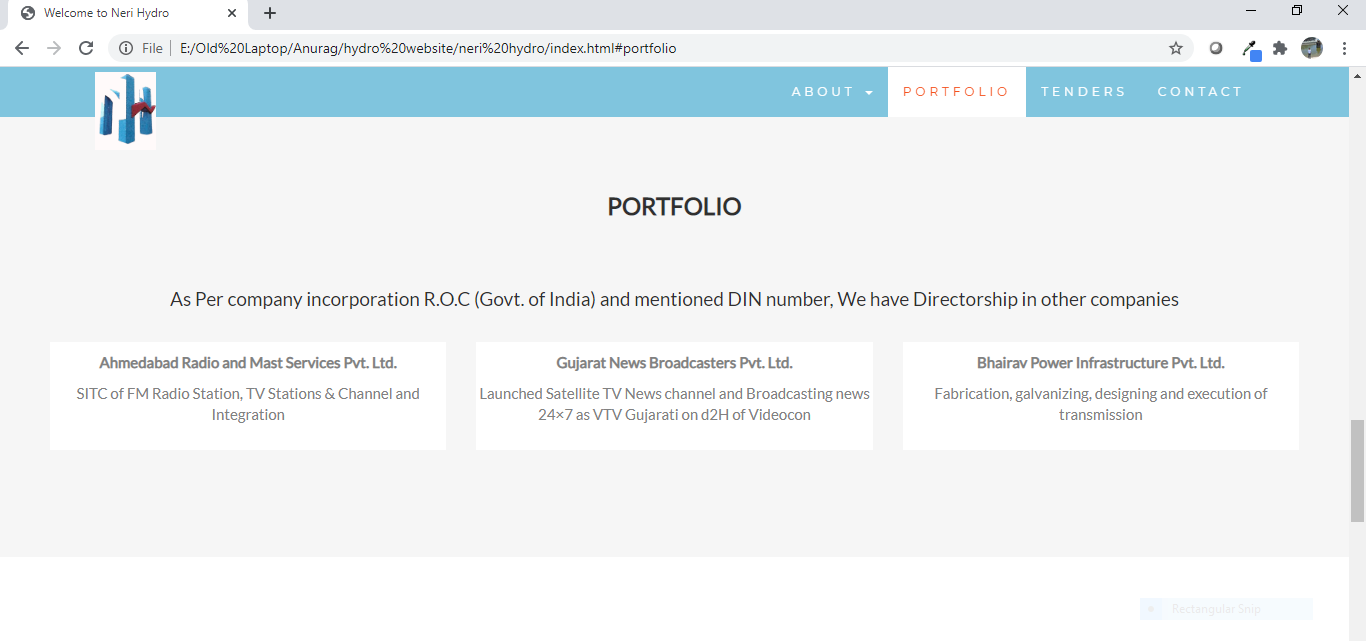 Welcome to Neri Hydro
File E:/Old%20Laptop/Anurag/hydro%20website/neri%20hydro/index.html#portfolio
NH ABOUT PORTFOLIO TENDERS CONTACT
PORTFOLIO
As Per company incorporation R.O.C (Govt. of India) and mentioned DIN number, We have Directorship in other companies
Ahmedabad Radio and Mast Services Pvt. Ltd.
SITC of FM Radio Station, TV Stations & Channel and
Integration
Gujarat News Broadcasters Pvt. Ltd.
Launched Satellite TV News channel and Broadcasting news
24×7 as VTV Gujarati on d2H of Videocon
Bhairav Power Infrastructure Pvt. Ltd.
Fabrication, galvanizing, designing and execution of
transmission
Rectangular Snip